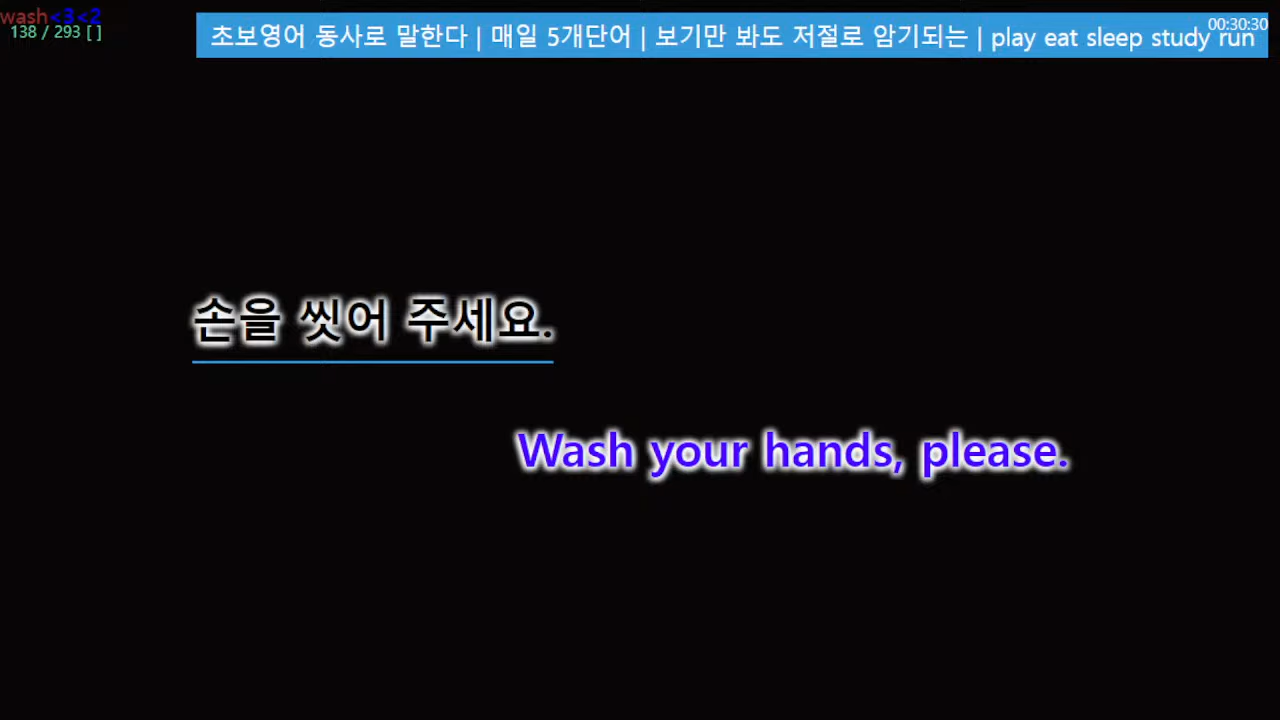 wash<3<2
138 / 293 [ ]
00:30:30
초보영어 동사로 말한다 | 매일 5개단어 | 보기만 봐도 저절로 암기되는 | play eat sleep study run
손을 씻어 주세요.
Wash your hands, please.